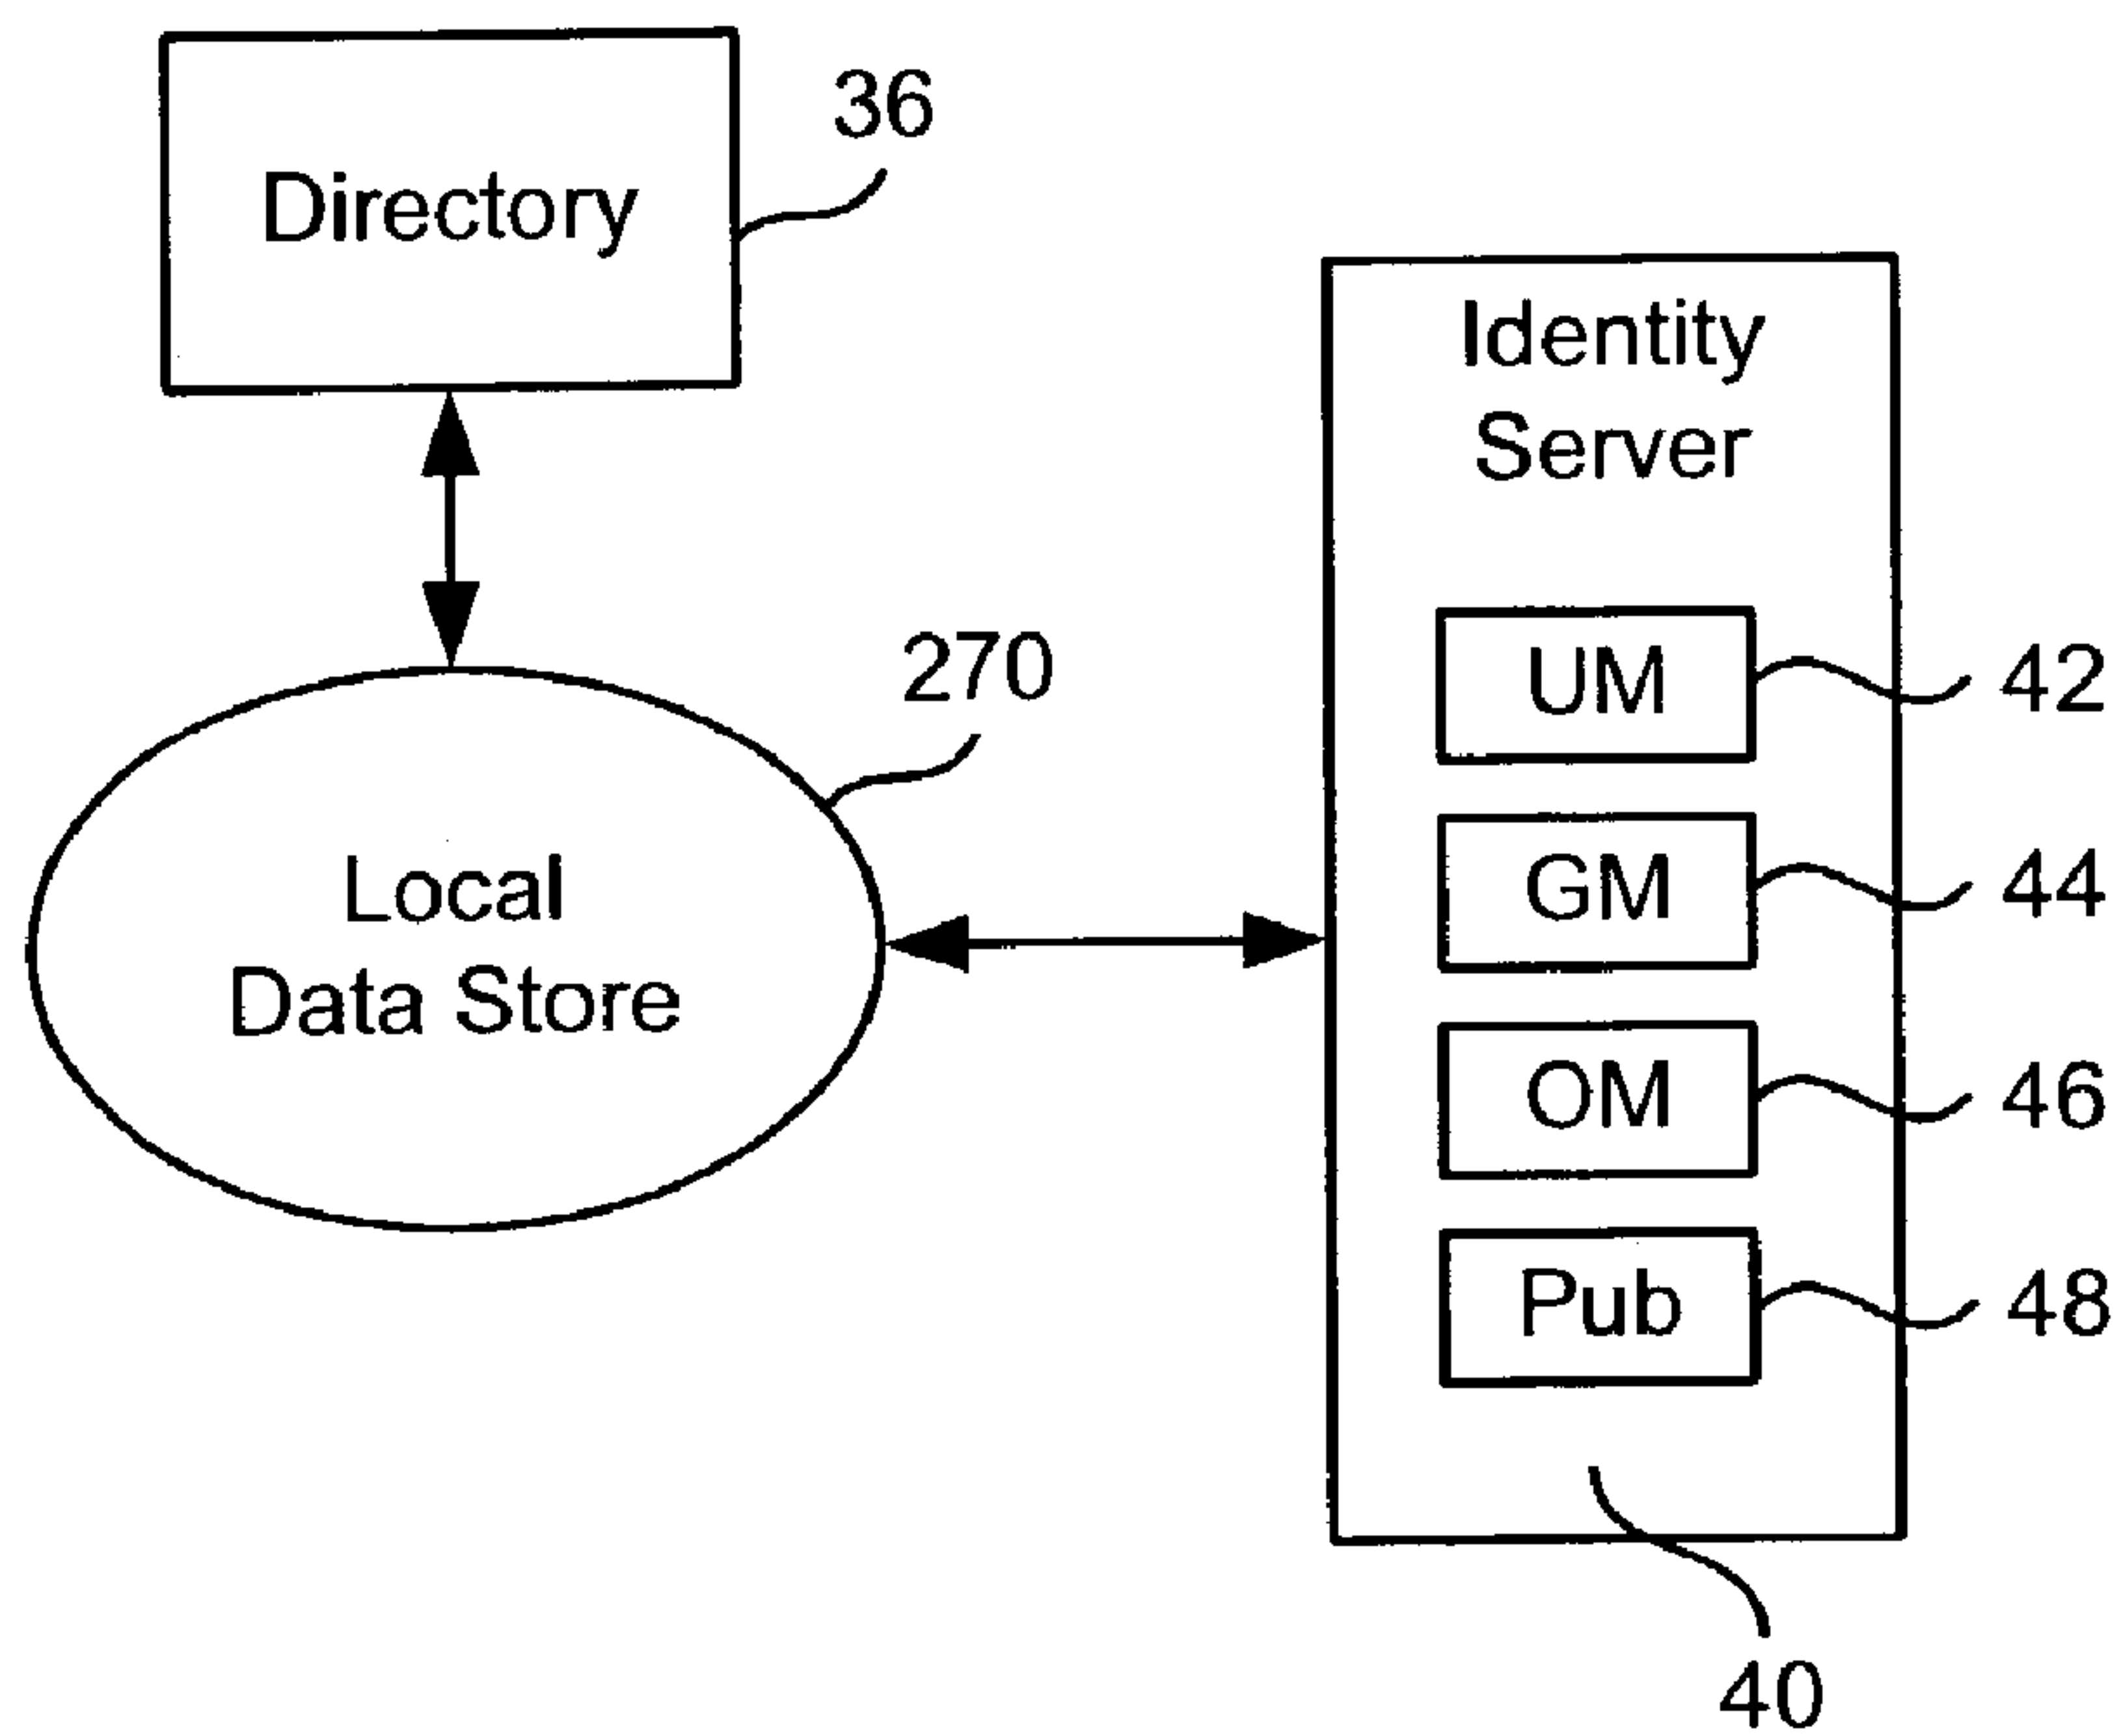 36
Directory
Identity
Server
270
UM
42
Local
Data Store
GM
44
OM
46
Pub
48
40